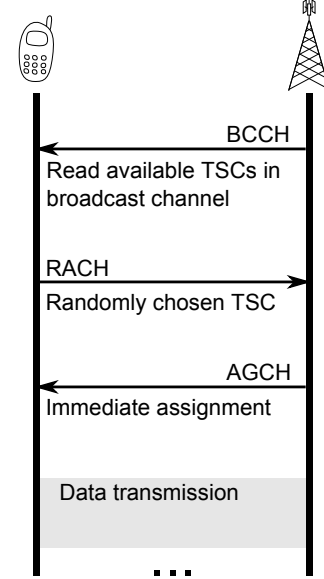 BCCH
Read available TSCs in
broadcast channel
RACH
Randomly chosen TSC
AGCH
Immediate assignment
Data transmission